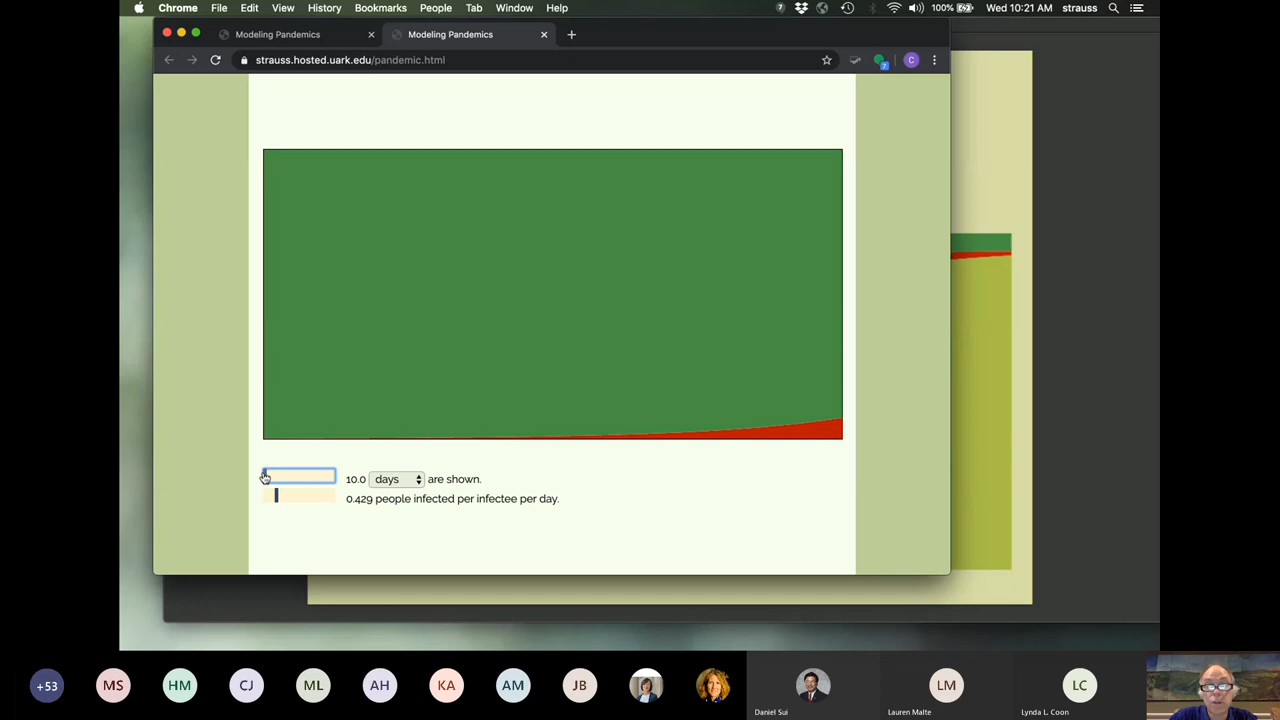 Chrome File Edit View History Bookmarks People Tab Window Help 100% Wed 10:21 AM strauss
Modeling Pandemics Modeling Pandemics
strauss.hosted.uark.edu/pandemic.html
C
10.0 days are shown.
0.429 people infected per infectee per day.
+53 MS HM CJ ML AH KA AM JB LM LC
Daniel Sui Lauren Malte Lynda L. Coon